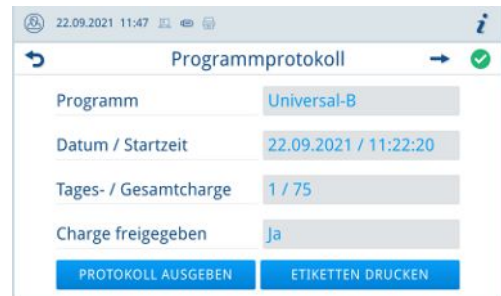 22.09.2021 11:47
Programmprotokoll
Programm Universal-B
Datum / Startzeit 22.09.2021 / 11:22:20
Tages- / Gesamtcharge 1 / 75
Charge freigegeben Ja
PROTOKOLL AUSGEBEN ETIKETTEN DRUCKEN